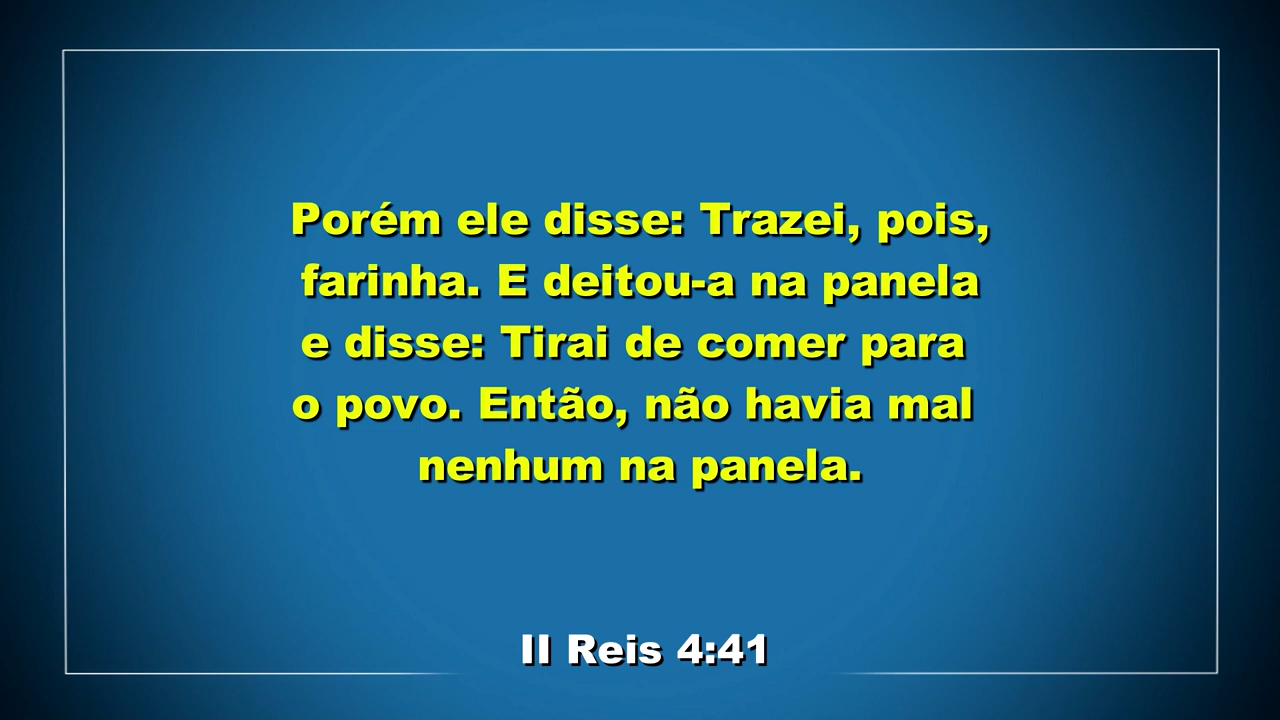 Porém ele disse: Trazei, pois,
farinha. E deitou-a na panela
e disse: Tirai de comer para
o povo. Então, não havia mal
nenhum na panela.
II Reis 4:41